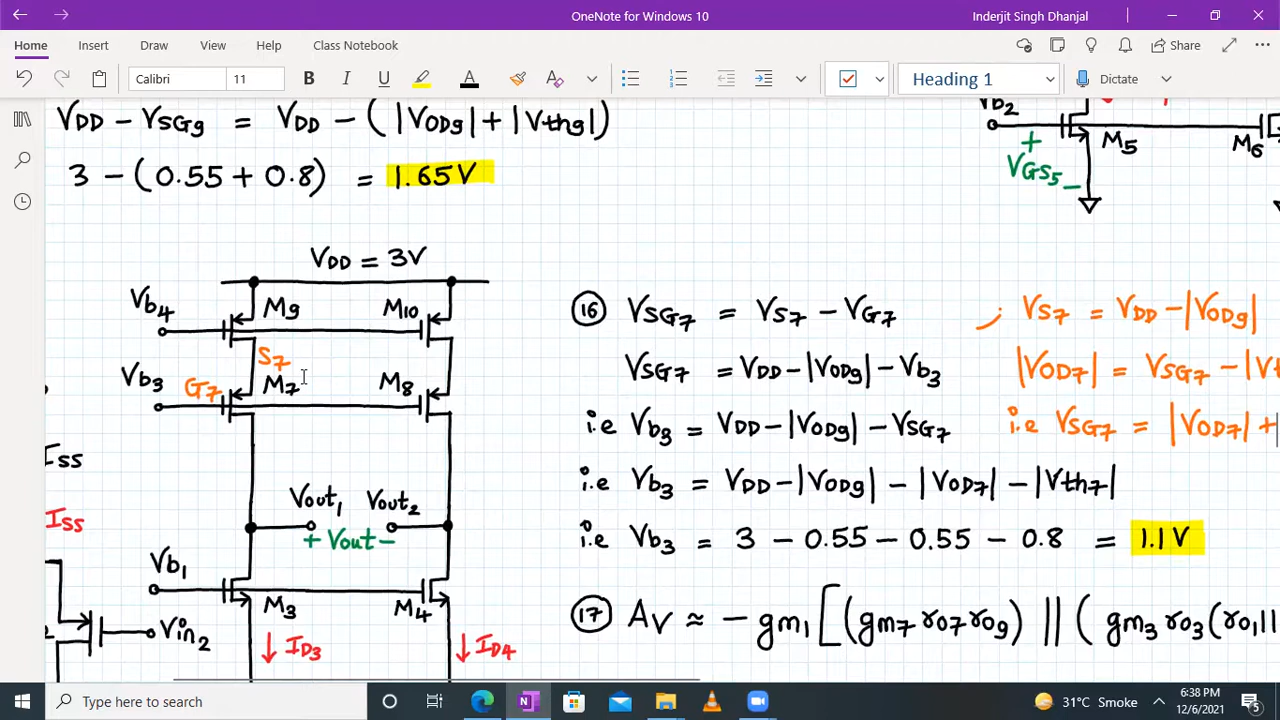 OneNote for Windows 10
Inderjit Singh Dhanjal
Home Insert Draw View Help Class Notebook
Share
Calibri 11 B I U A Heading 1 Dictate
VDD - VSG9 = VDD - (|VOD9| + |Vth9|)
3 - (0.55 + 0.8) = 1.65V
Vb2
M5
M6
+
VGS5
-
VDD = 3V
Vb4
M9
M10
S7
Vb3
G7
M7
M8
ISS
ISS
Vout1
Vout2
+ Vout -
Vb1
M3
M4
Vin2
↓ ID3
↓ ID4
16 VSG7 = VS7 - VG7 ; VS7 = VDD - |VOD9|
VSG7 = VDD - |VOD9| - Vb3 |VOD7| = VSG7 - |Vt
i.e Vb3 = VDD - |VOD9| - VSG7 i.e VSG7 = |VOD7| +
i.e Vb3 = VDD - |VOD9| - |VOD7| - |Vth7|
i.e Vb3 = 3 - 0.55 - 0.55 - 0.8 = 1.1V
17 AV ≈ - gm1 [(gm7 ro7 ro9) || ( gm3 ro3 (ro1 ||
Type here to search
31°C Smoke
6:38 PM
12/6/2021
5